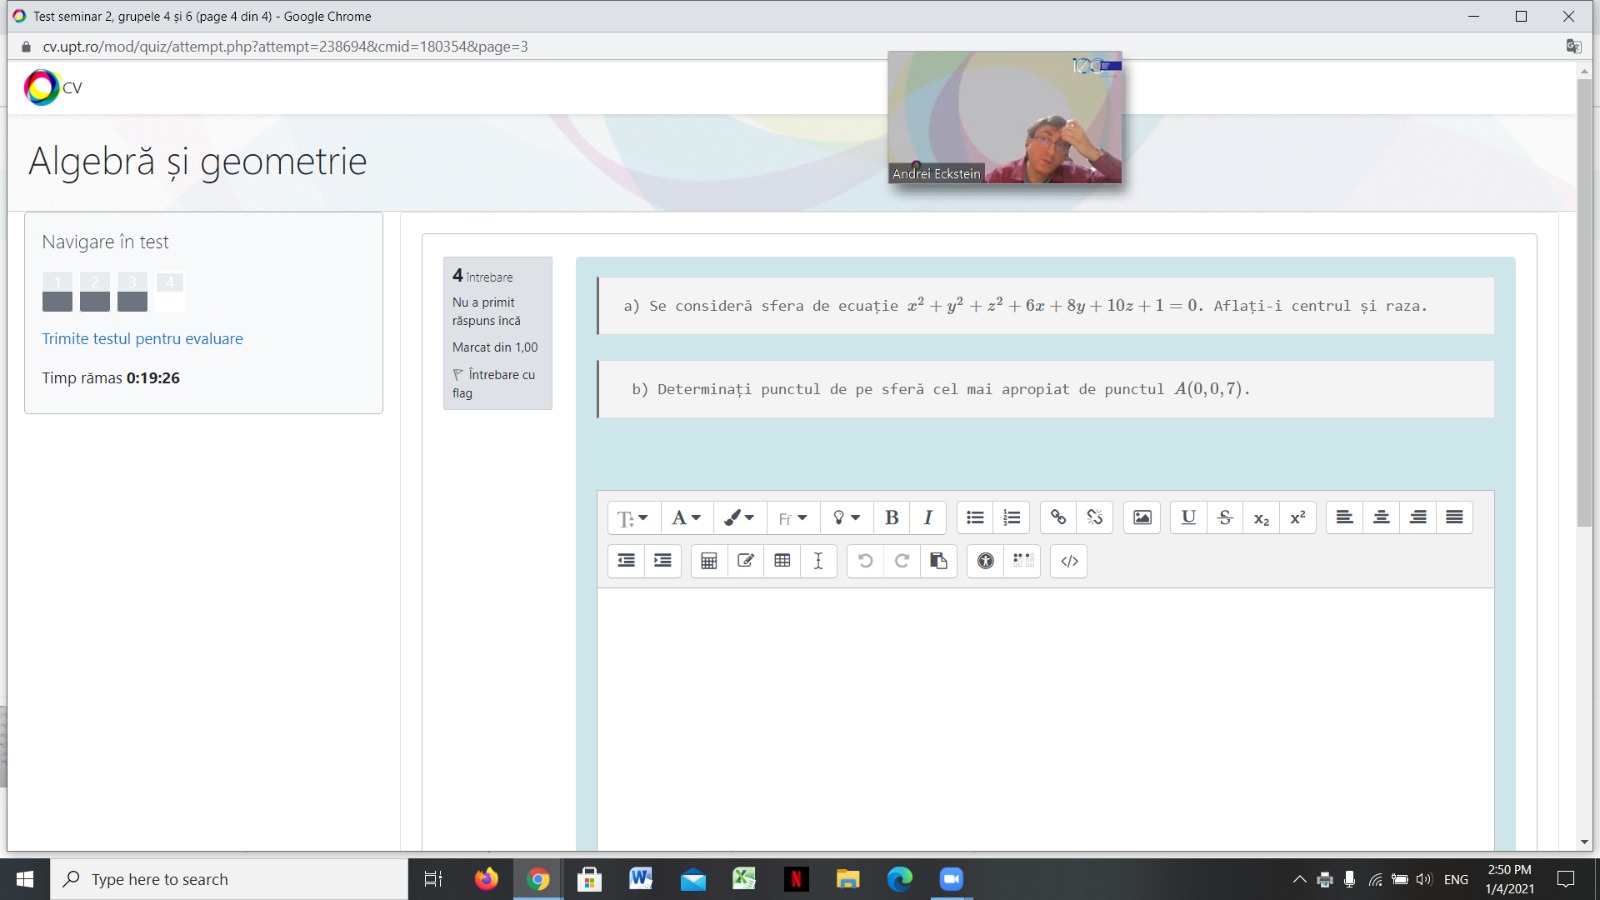 Test seminar 2, grupele 4 și 6 (page 4 din 4) - Google Chrome
cv.upt.ro/mod/quiz/attempt.php?attempt=238694&cmid=180354&page=3
CV
Andrei Eckstein
Algebră și geometrie
Navigare în test
1 2 3 4
Trimite testul pentru evaluare
Timp rămas 0:19:26
4 Întrebare
Nu a primit
răspuns încă
Marcat din 1,00
Întrebare cu
flag
a) Se consideră sfera de ecuație x² + y² + z² + 6x + 8y + 10z + 1 = 0. Aflați-i centrul și raza.
b) Determinați punctul de pe sferă cel mai apropiat de punctul A(0, 0, 7).
Type here to search
ENG
2:50 PM
1/4/2021